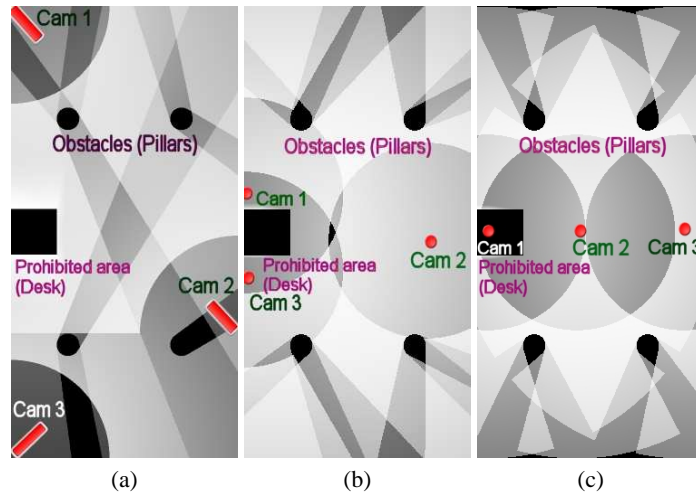 Cam 1
Obstacles (Pillars)
Prohibited area
(Desk)
Cam 2
Cam 3
(a)
Obstacles (Pillars)
Cam 1
Cam 2
Prohibited area
(Desk)
Cam 3
(b)
Obstacles (Pillars)
Cam 1
Cam 2
Cam 3
Prohibited area
(Desk)
(c)